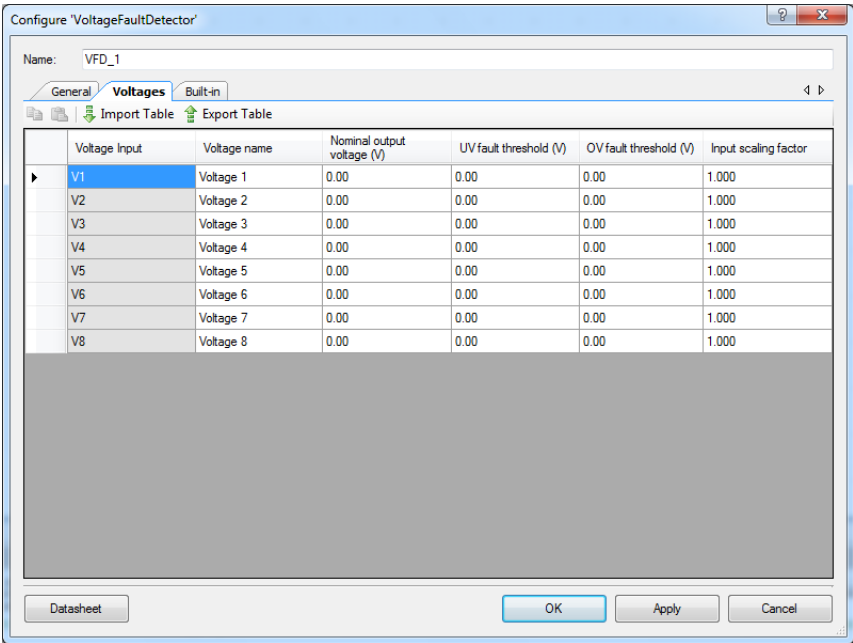 Configure 'VoltageFaultDetector'
Name: VFD_1
General Voltages Built-in
Import Table Export Table
Voltage Input Voltage name Nominal output voltage (V) UV fault threshold (V) OV fault threshold (V) Input scaling factor
V1 Voltage 1 0.00 0.00 0.00 1.000
V2 Voltage 2 0.00 0.00 0.00 1.000
V3 Voltage 3 0.00 0.00 0.00 1.000
V4 Voltage 4 0.00 0.00 0.00 1.000
V5 Voltage 5 0.00 0.00 0.00 1.000
V6 Voltage 6 0.00 0.00 0.00 1.000
V7 Voltage 7 0.00 0.00 0.00 1.000
V8 Voltage 8 0.00 0.00 0.00 1.000
Datasheet OK Apply Cancel